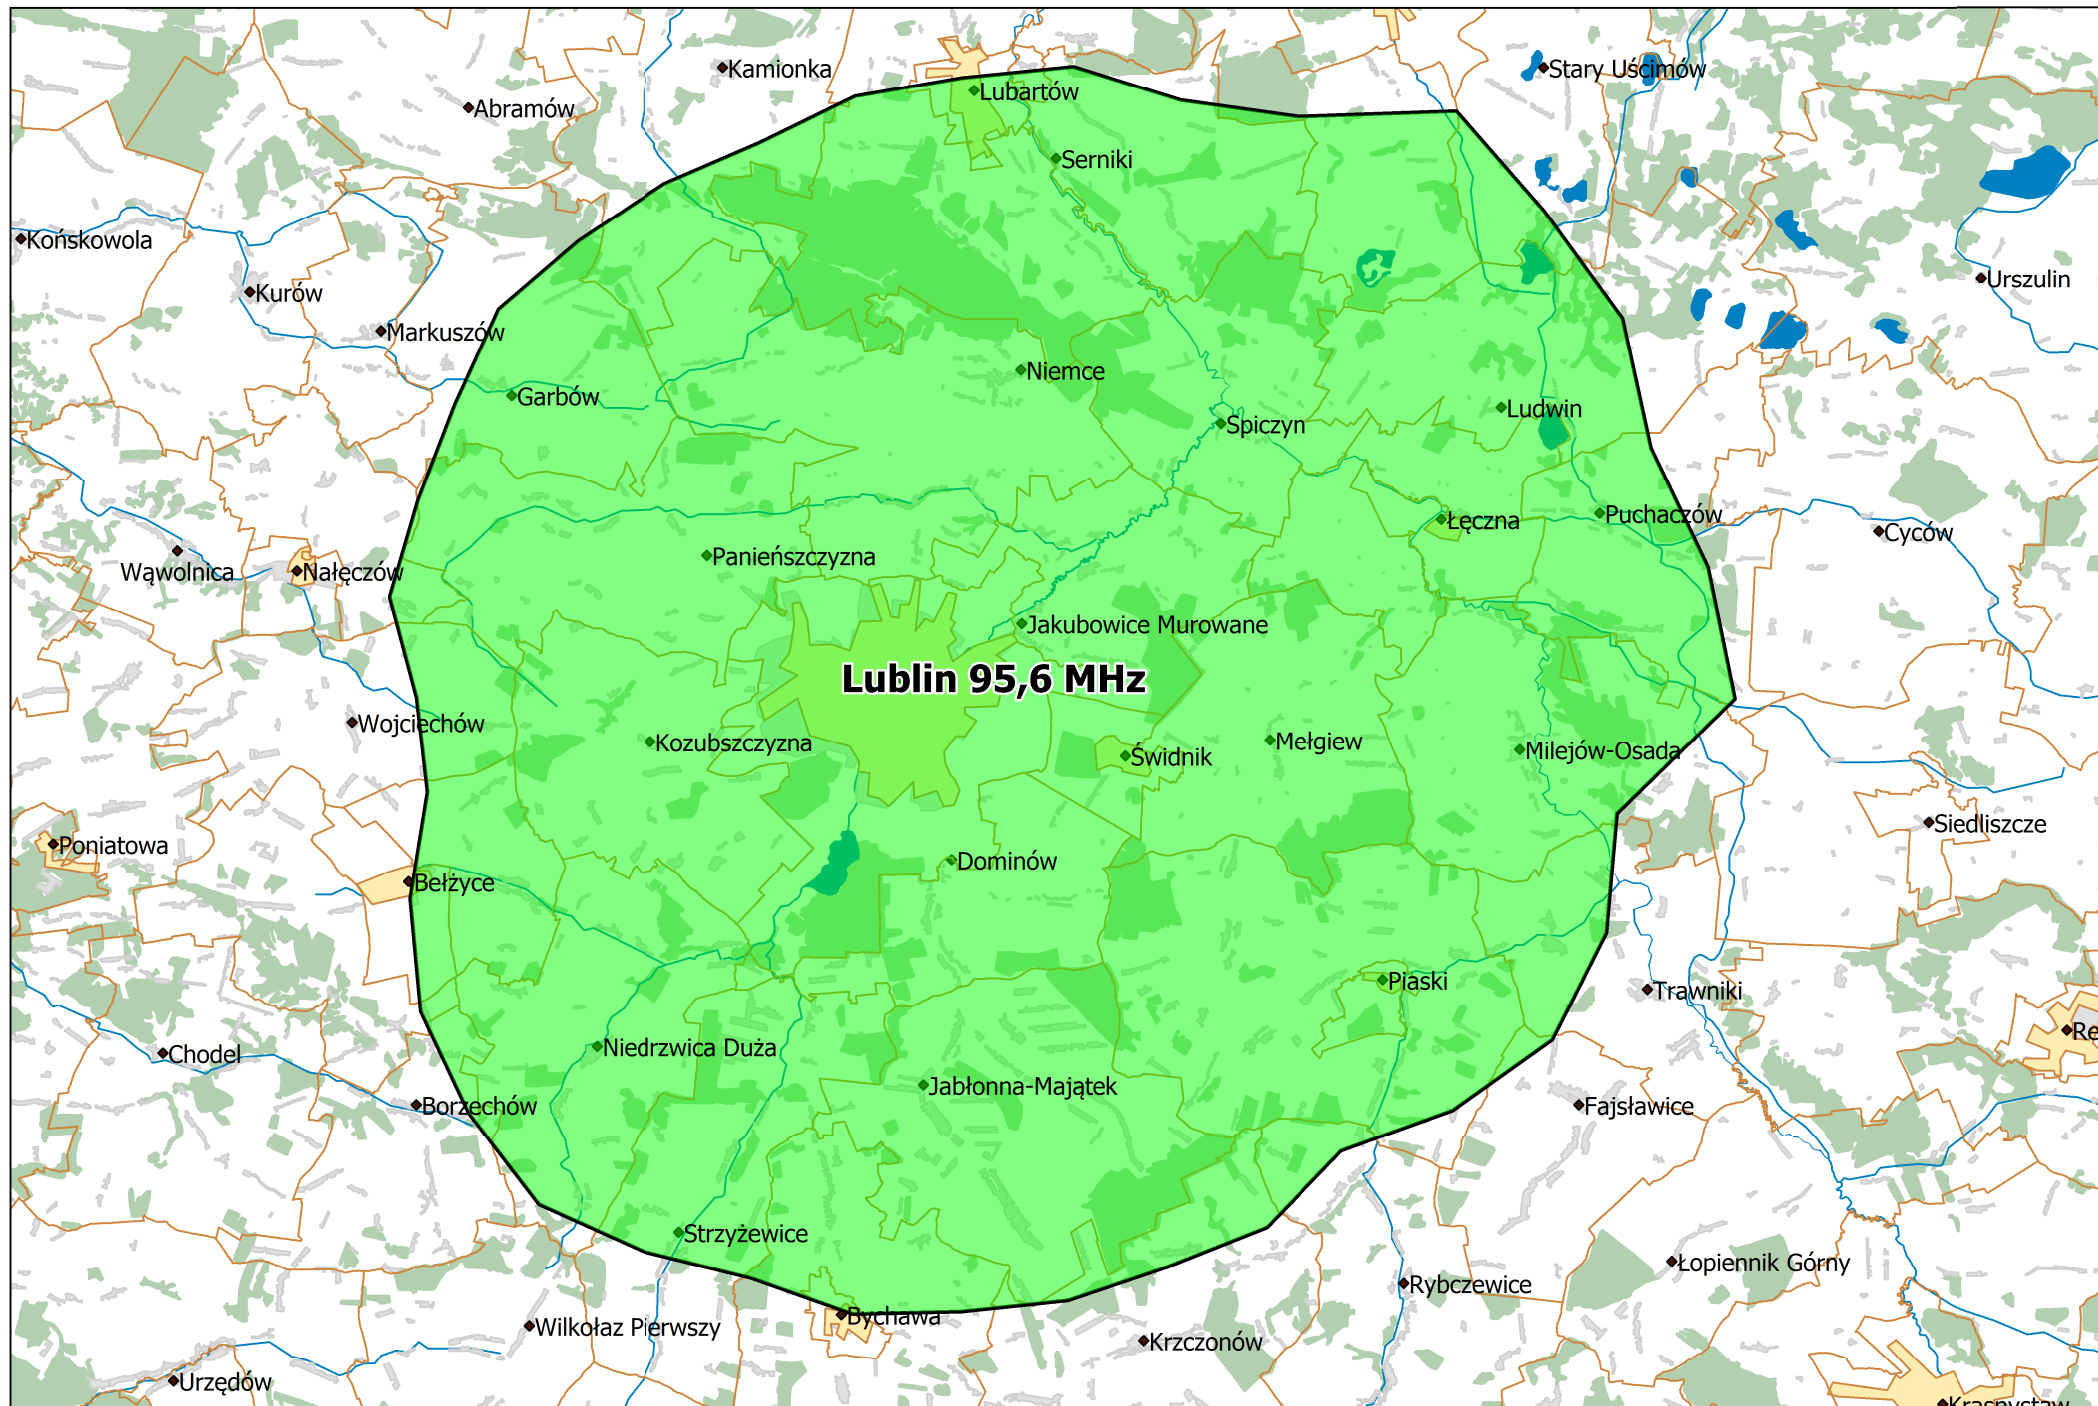 Kamionka
Stary Uścimów
Abramów
Lubartów
Serniki
Końskowola
Urszulin
Kurów
Markuszów
Niemce
Garbów
Ludwin
Spiczyn
Puchaczów
Łęczna
Cyców
Panieńszczyzna
Wąwolnica
Nałęczów
Jakubowice Murowane
Lublin 95,6 MHz
Wojciechów
Kozubszczyzna
Mełgiew
Milejów-Osada
Świdnik
Siedliszcze
Poniatowa
Dominów
Bełżyce
Piaski
Trawniki
Re
Niedrzwica Duża
Chodel
Jabłonna-Majątek
Borzechów
Fajsławice
Strzyżewice
Łopiennik Górny
Rybczewice
Bychawa
Wilkołaz Pierwszy
Krzczonów
Urzędów
Krasnystaw